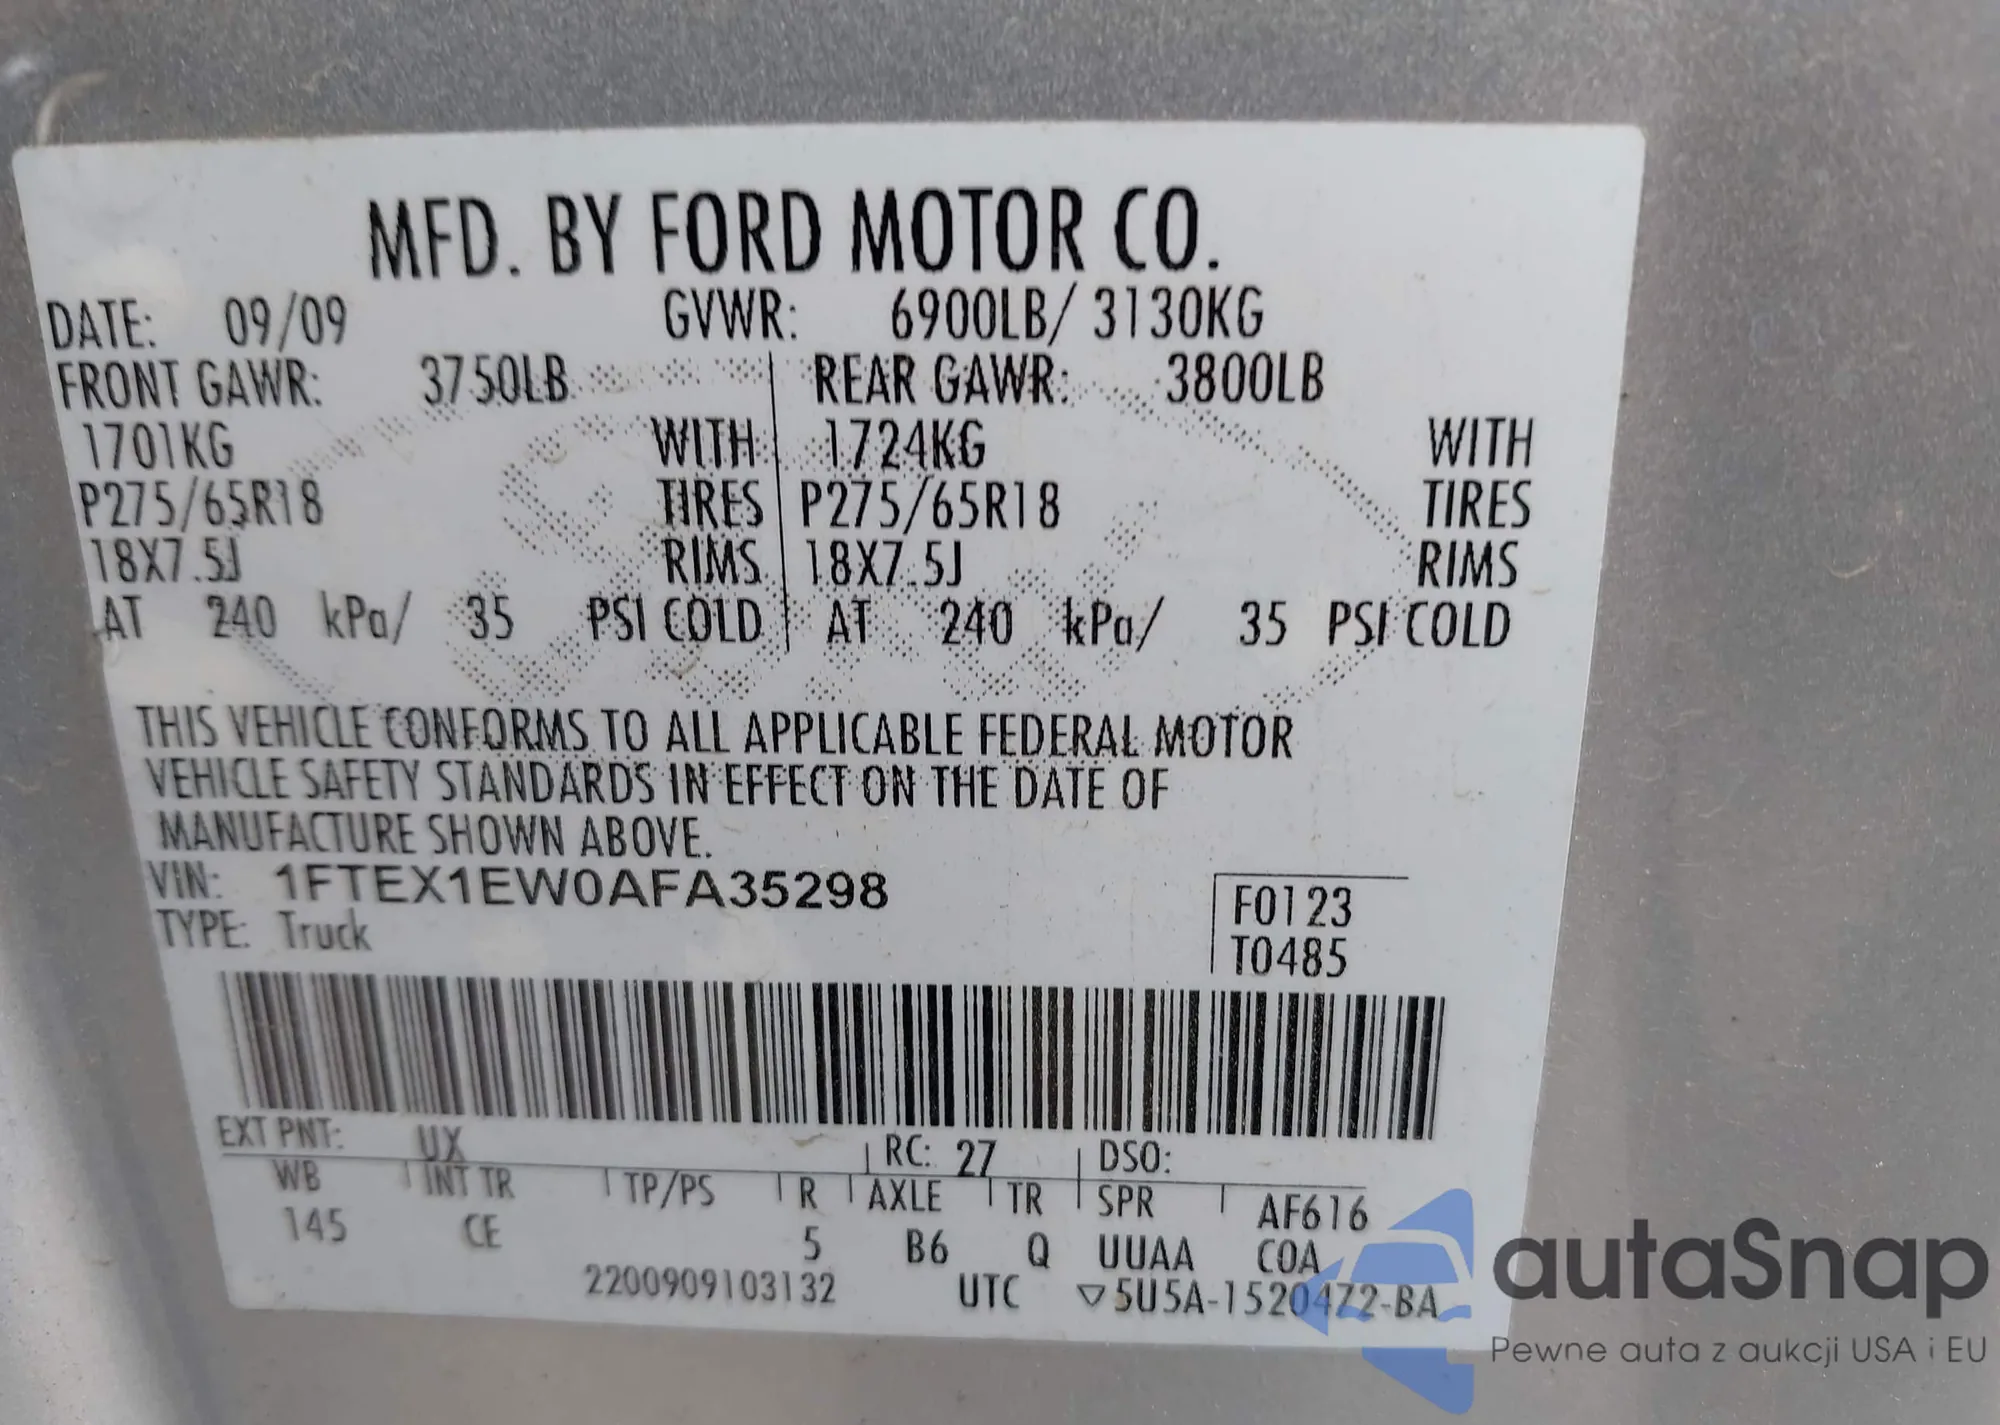 MFD. BY FORD MOTOR CO.
DATE: 09/09 GVWR: 6900LB/ 3130KG
FRONT GAWR: 3750LB REAR GAWR: 3800LB
1701KG WITH 1724KG WITH
P275/65R18 TIRES P275/65R18 TIRES
18X7.5J RIMS 18X7.5J RIMS
AT 240 kPa/ 35 PSI COLD AT 240 kPa/ 35 PSI COLD
THIS VEHICLE CONFORMS TO ALL APPLICABLE FEDERAL MOTOR
VEHICLE SAFETY STANDARDS IN EFFECT ON THE DATE OF
MANUFACTURE SHOWN ABOVE.
VIN: 1FTEX1EW0AFA35298
TYPE: Truck
F0123
T0485
EXT PNT: UX RC: 27 DSO:
WB INT TR TP/PS R AXLE TR SPR AF616
145 CE 5 B6 Q UUAA COA
2200909103132 UTC ▽5U5A-1520472-BA
autaSnap
Pewne auta z aukcji USA i EU